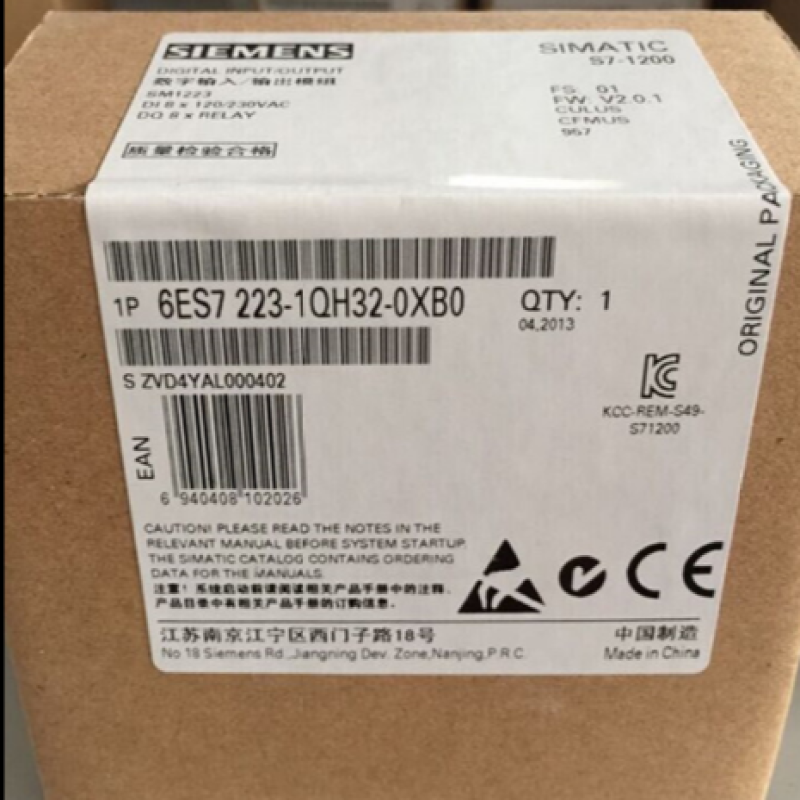 SIEMENS
SIMATIC
S7-1200
DIGITAL INPUT/OUTPUT
数字输入/输出模组
SM1223
DI 8 x 120/230VAC
DQ 8 x RELAY
FS: 01
FW: V2.0.1
CULUS
CFMUS
957
质量检验合格
ORIGINAL PACKAGING
1P 6ES7 223-1QH32-0XB0
QTY: 1
04,2013
S ZVD4YAL000402
KCC-REM-S49-
S71200
EAN
6 940408 102026
CAUTION! PLEASE READ THE NOTES IN THE
RELEVANT MANUAL BEFORE SYSTEM STARTUP.
THE SIMATIC CATALOG CONTAINS ORDERING
DATA FOR THE MANUALS.
注意！系统启动前请阅读相关产品手册中的注释.
产品目录中有相关产品手册的订购信息.
CE
江苏南京江宁区西门子路18号
中国制造
No 18 Siemens Rd.,Jiangning Dev. Zone,Nanjing,P.R.C.
Made in China